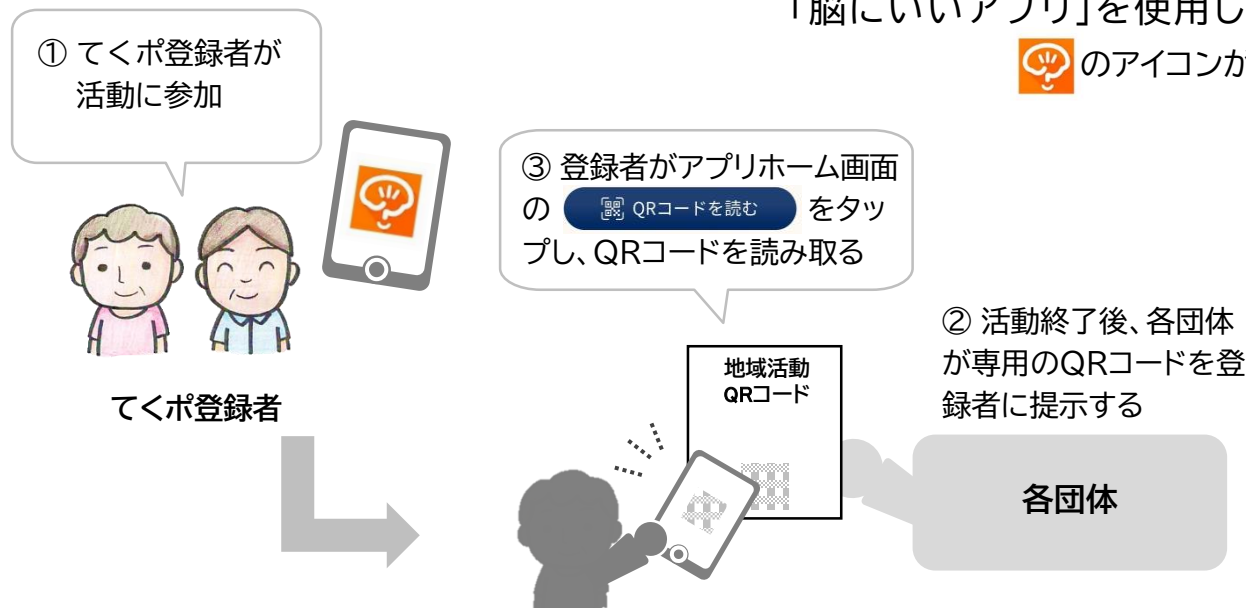 「脳にいいアプリ」を使用し
のアイコンか
① てくポ登録者が
活動に参加
てくポ登録者
③ 登録者がアプリホーム画面
の QRコードを読む をタッ
プし、QRコードを読み取る
地域活動
QRコード
② 活動終了後、各団体
が専用のQRコードを登
録者に提示する
各団体